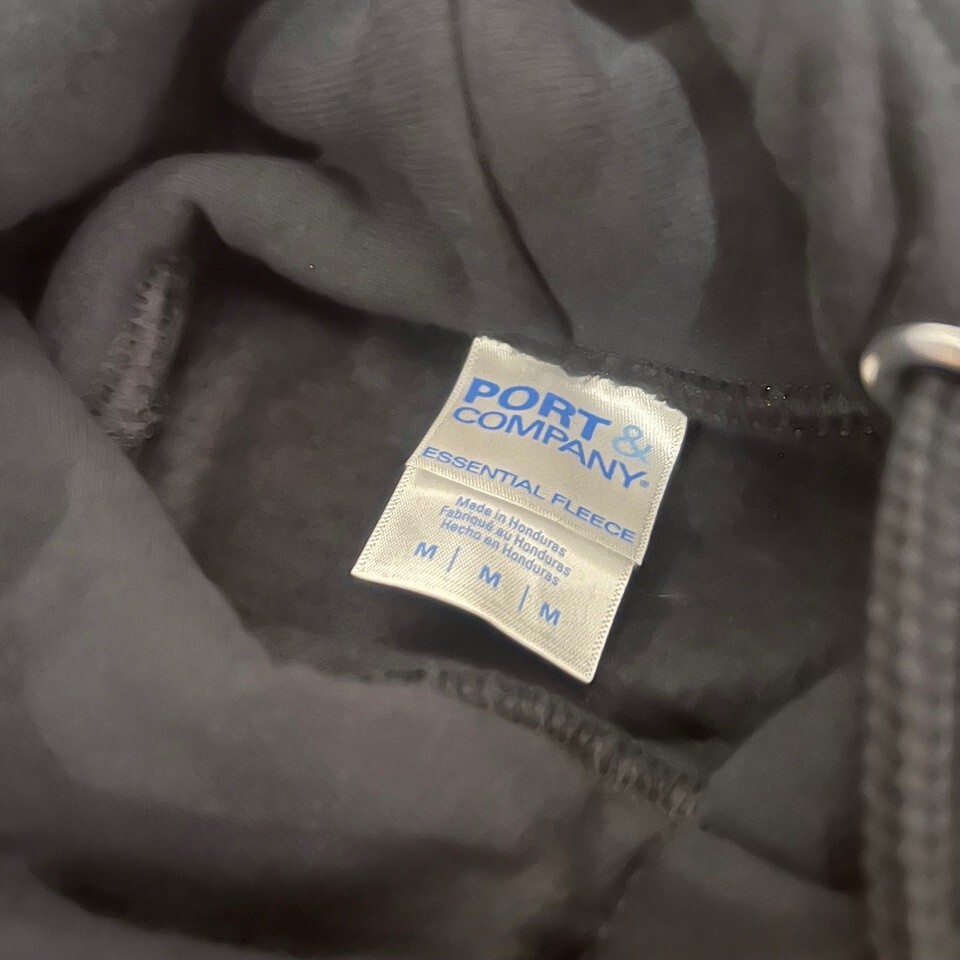 PORT &
COMPANY®
ESSENTIAL FLEECE
Made in Honduras
Fabriqué au Honduras
Hecho en Honduras
M | M | M